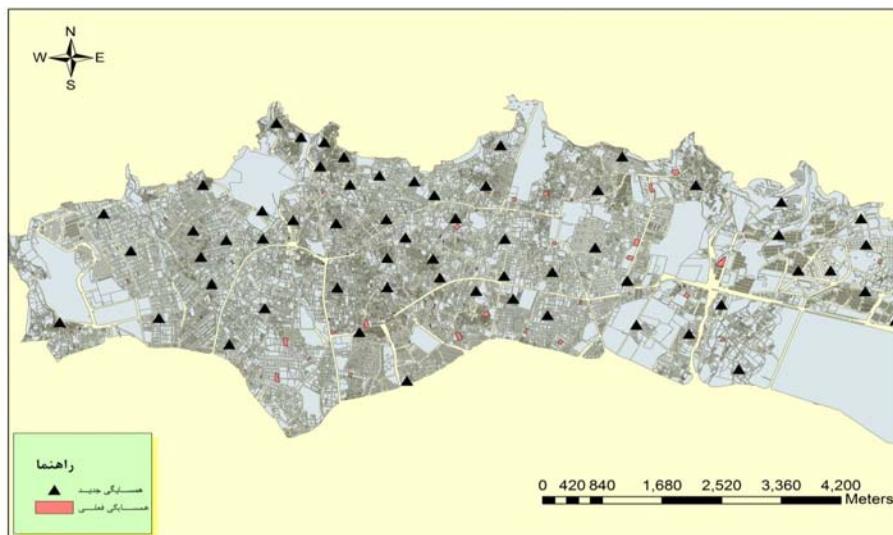 N
W E
S
راهنما
همسایگی جدید
همسایگی فعلی
0 420 840 1,680 2,520 3,360 4,200
Meters